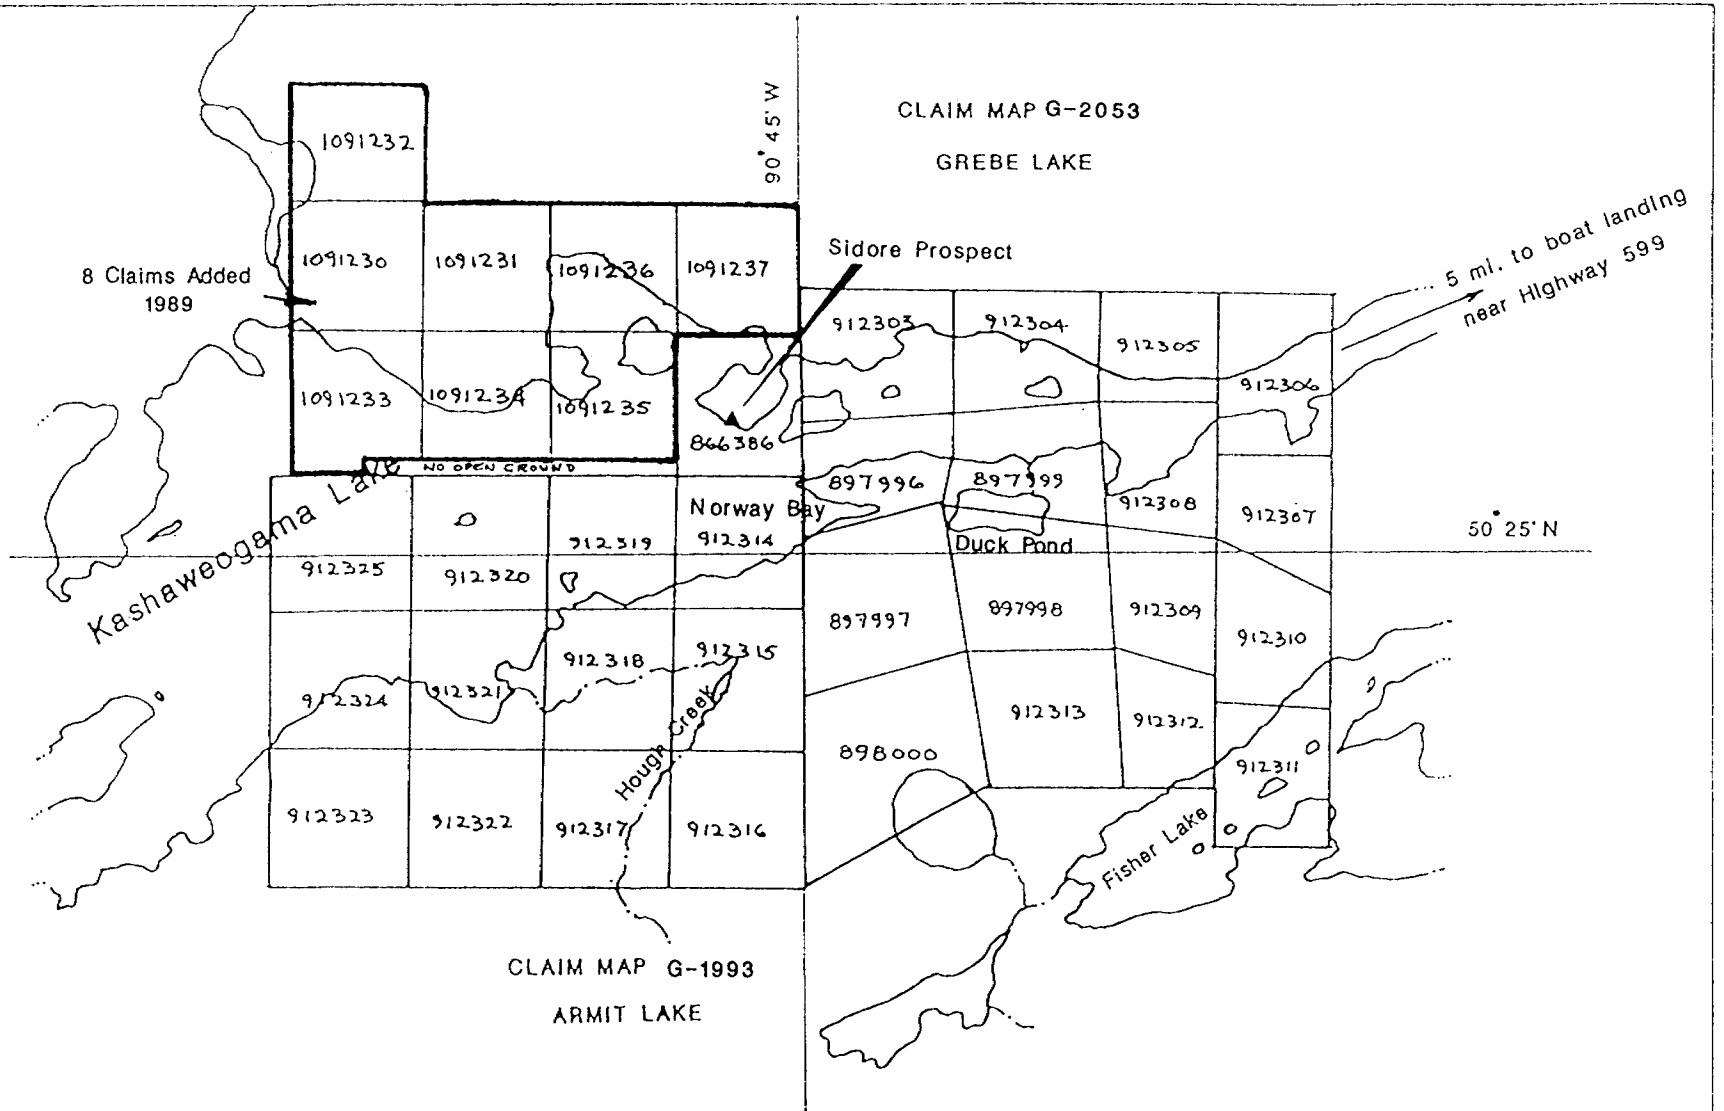 CLAIM MAP G-2053
GREBE LAKE
90° 45' W
1091232
1091230
1091231
1091236
1091237
Sidore Prospect
8 Claims Added
1989
5 mi. to boat landing
near Highway 599
912303
912304
912305
912306
1091233
1091234
1091235
866386
NO OPEN GROUND
Kashaweogama Lake
897996
897999
912308
912307
Norway Bay
50° 25' N
912319
912314
Duck Pond
912325
912320
897997
897998
912309
912310
912318
912315
912324
912321
Hough Creek
912313
912312
898000
912311
912323
912322
912317
912316
Fisher Lake
CLAIM MAP G-1993
ARMIT LAKE